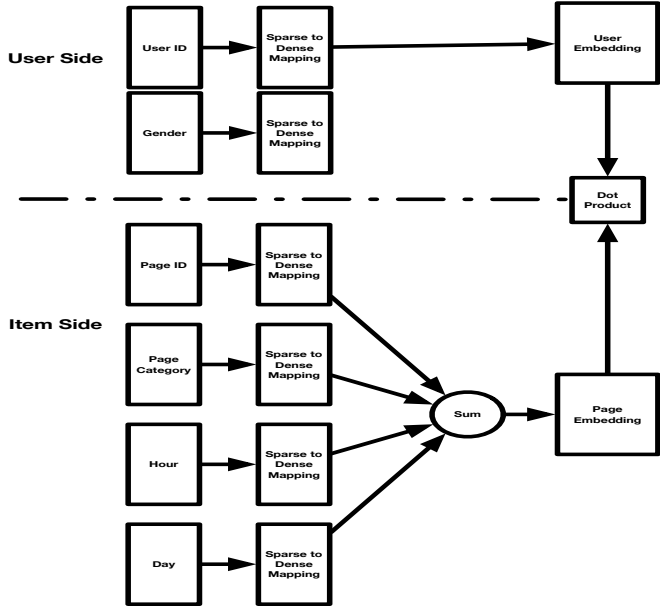 User Side
User ID
Sparse to
Dense
Mapping
User
Embedding
Gender
Sparse to
Dense
Mapping
Dot
Product
Item Side
Page ID
Sparse to
Dense
Mapping
Page
Category
Sparse to
Dense
Mapping
Sum
Page
Embedding
Hour
Sparse to
Dense
Mapping
Day
Sparse to
Dense
Mapping